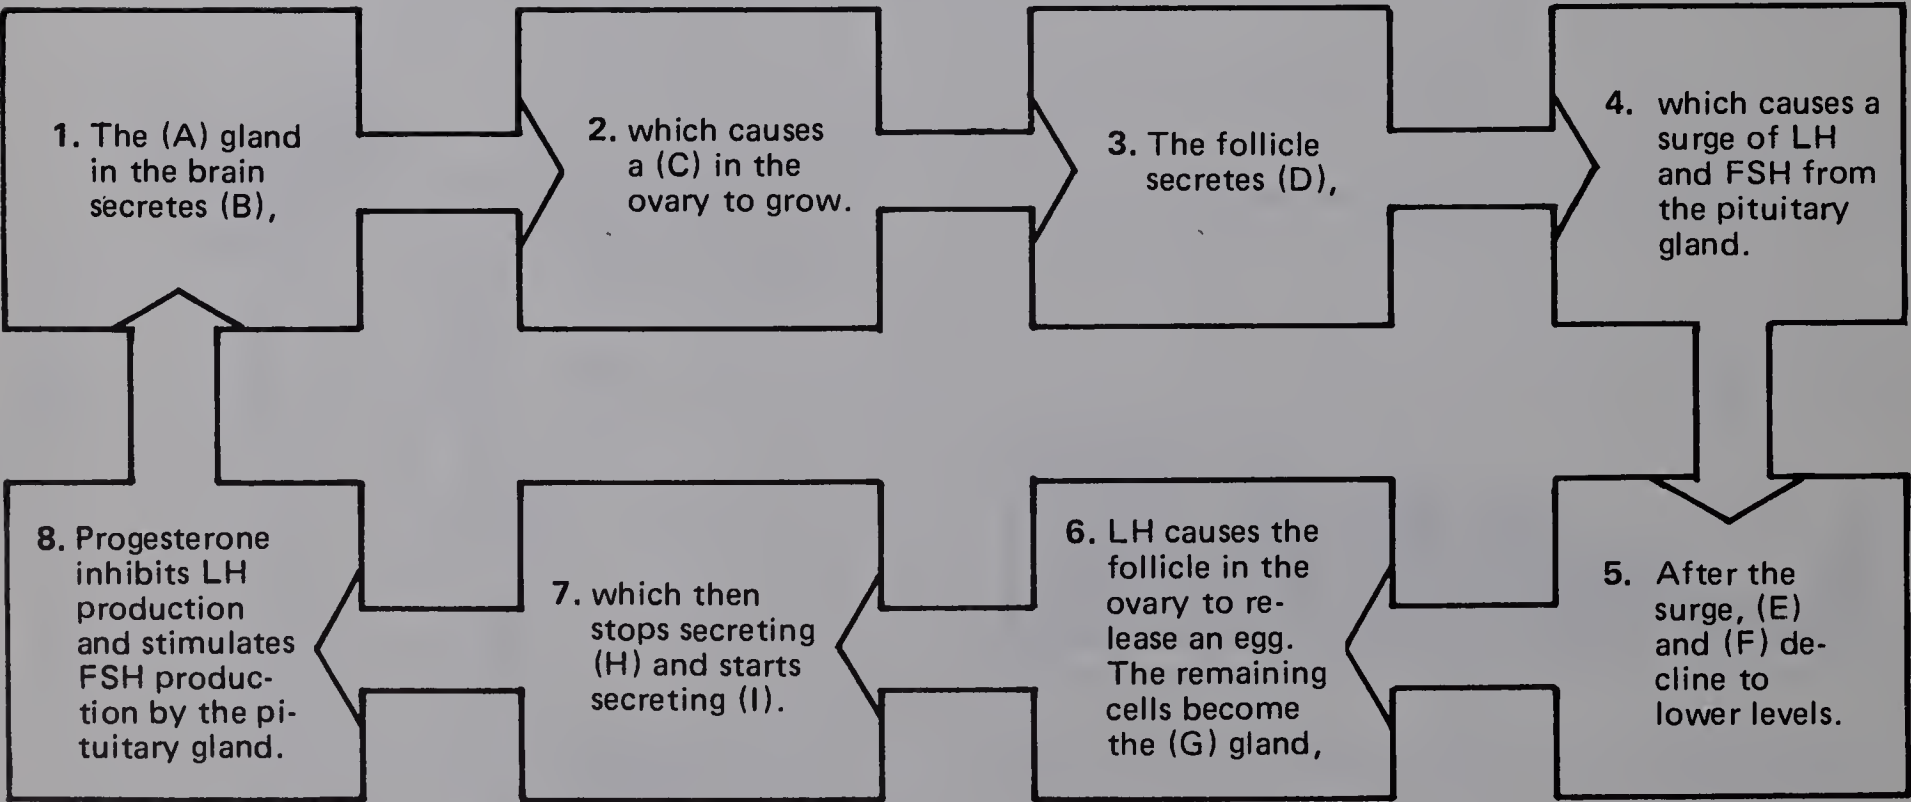 1. The (A) gland
in the brain
secretes (B),
2. which causes
a (C) in the
ovary to grow.
3. The follicle
secretes (D),
4. which causes a
surge of LH
and FSH from
the pituitary
gland.
5. After the
surge, (E)
and (F) de-
cline to
lower levels.
6. LH causes the
follicle in the
ovary to re-
lease an egg.
The remaining
cells become
the (G) gland,
7. which then
stops secreting
(H) and starts
secreting (I).
8. Progesterone
inhibits LH
production
and stimulates
FSH produc-
tion by the pi-
tuitary gland.